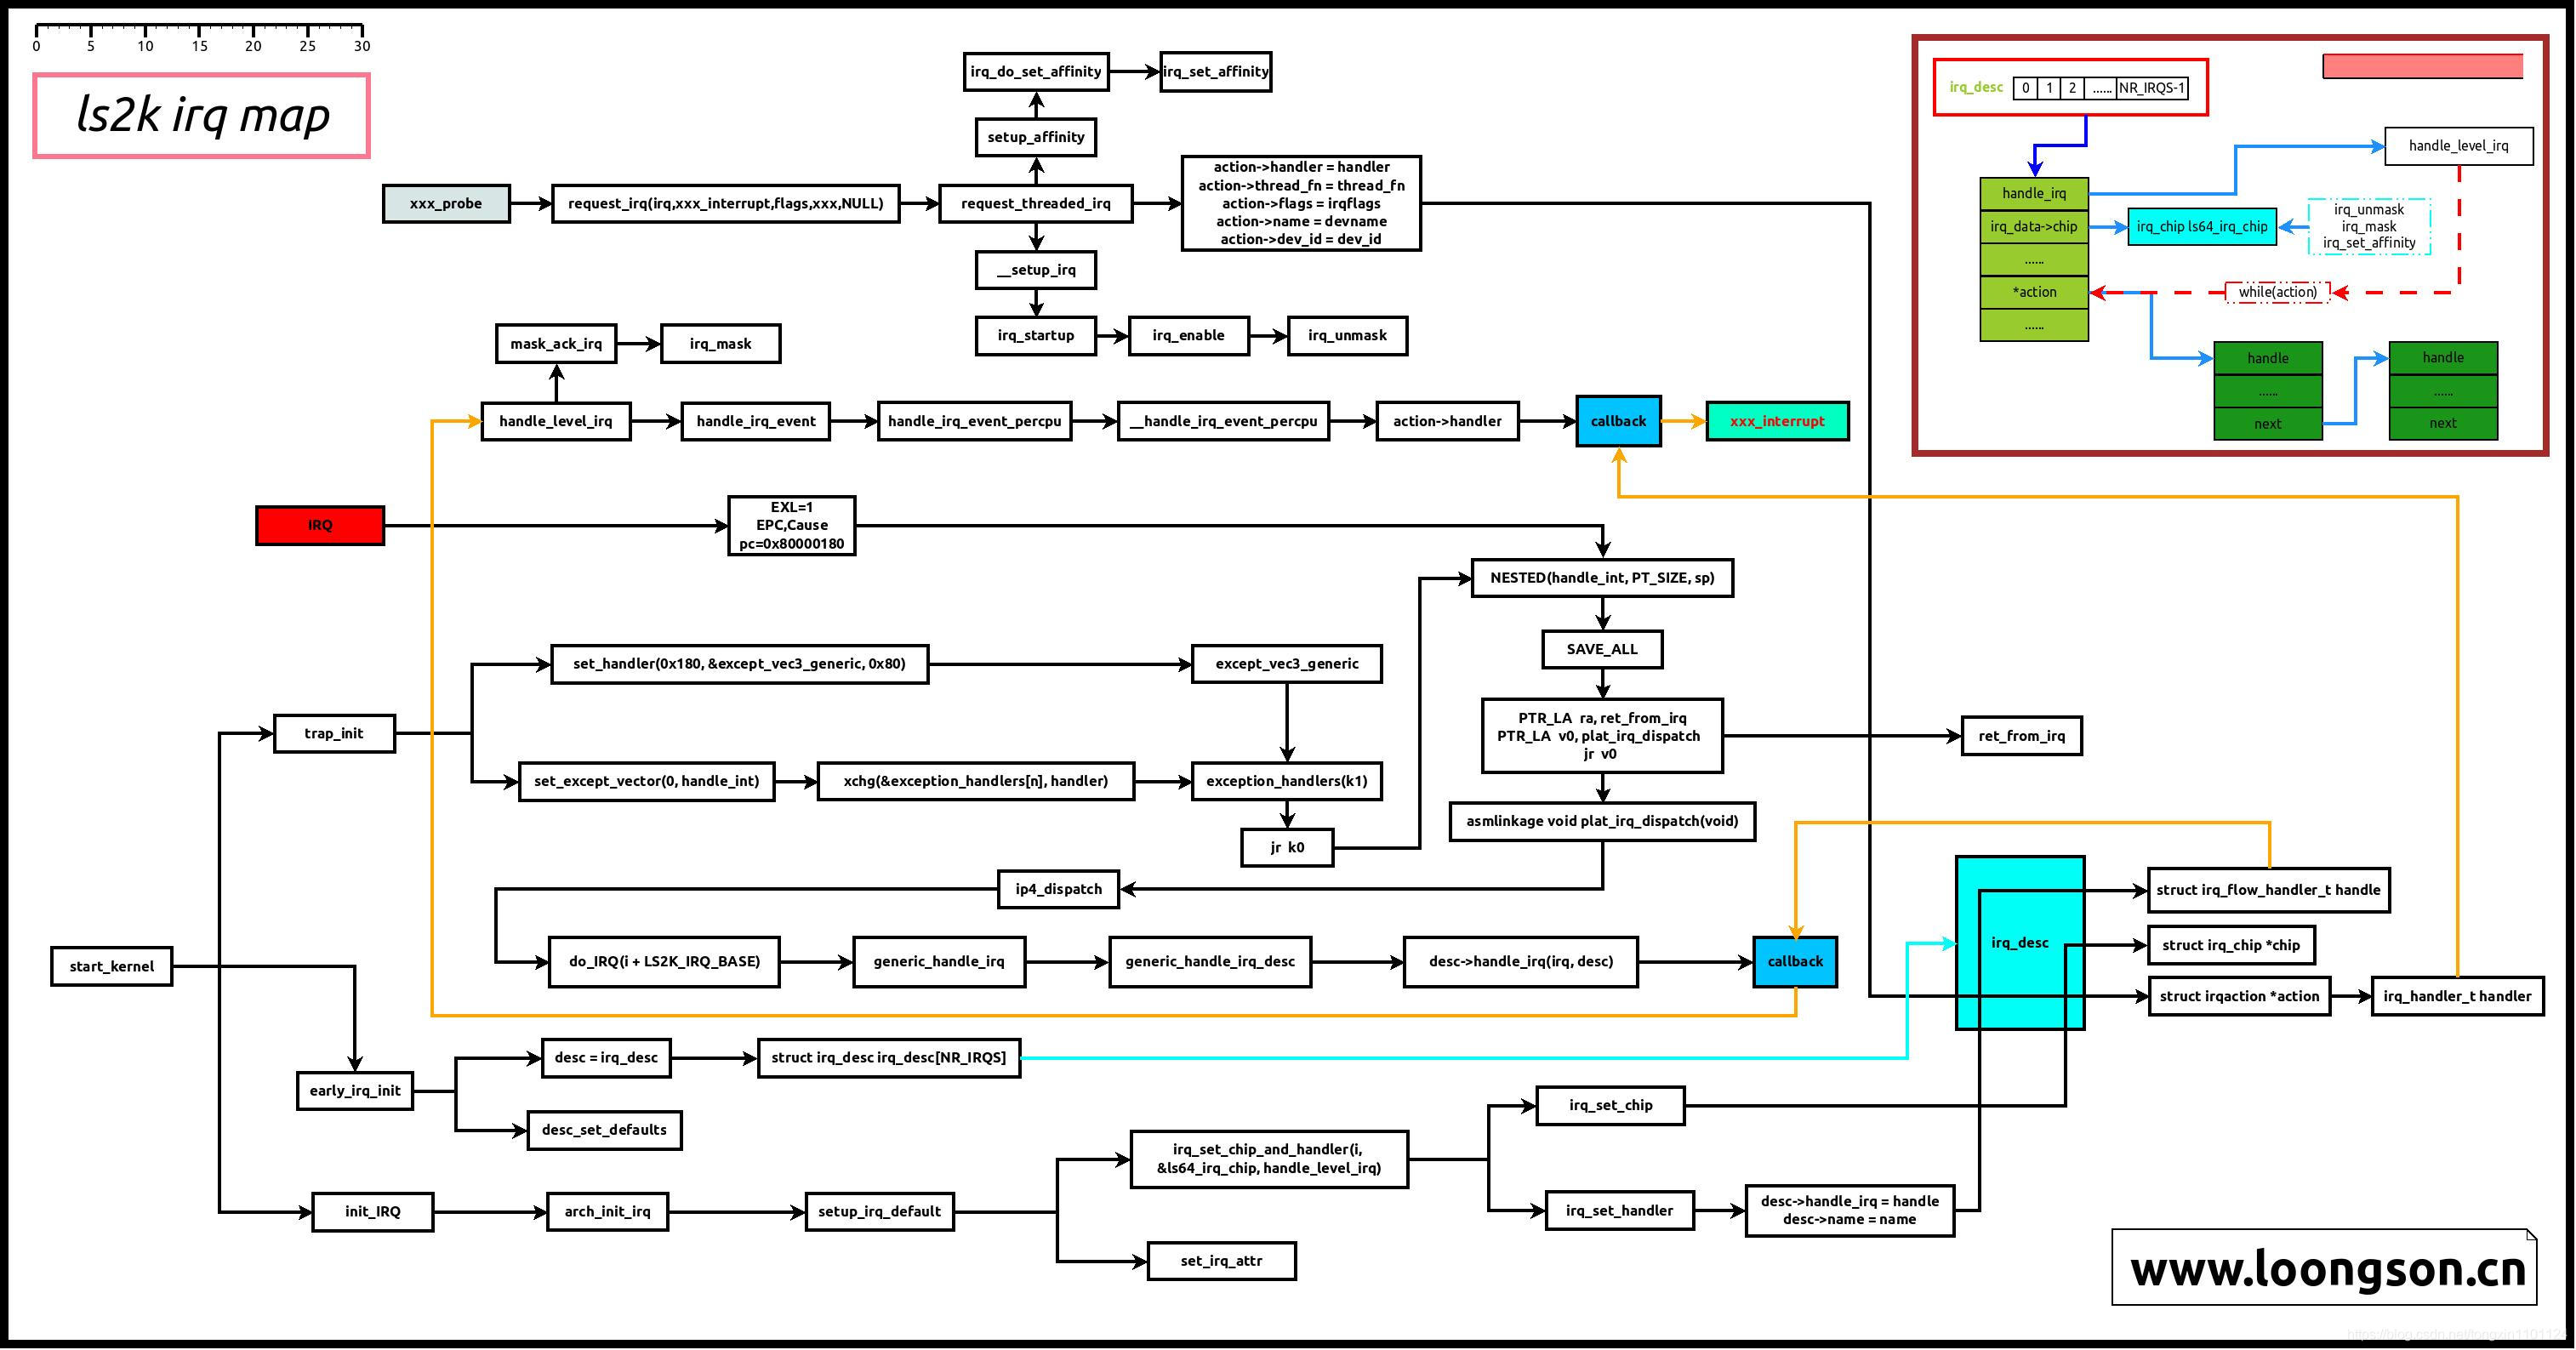 0 5 10 15 20 25 30
ls2k irq map
irq_do_set_affinity
irq_set_affinity
setup_affinity
xxx_probe
request_irq(irq,xxx_interrupt,flags,xxx,NULL)
request_threaded_irq
action->handler = handler
action->thread_fn = thread_fn
action->flags = irqflags
action->name = devname
action->dev_id = dev_id
__setup_irq
irq_startup
irq_enable
irq_unmask
irq_desc
0 1 2 ...... NR_IRQS-1
handle_level_irq
handle_irq
irq_data->chip
......
*action
......
irq_chip ls64_irq_chip
irq_unmask
irq_mask
irq_set_affinity
while(action)
handle
......
next
handle
......
next
mask_ack_irq
irq_mask
handle_level_irq
handle_irq_event
handle_irq_event_percpu
__handle_irq_event_percpu
action->handler
callback
xxx_interrupt
IRQ
EXL=1
EPC,Cause
pc=0x80000180
NESTED(handle_int, PT_SIZE, sp)
SAVE_ALL
set_handler(0x180, &except_vec3_generic, 0x80)
except_vec3_generic
trap_init
PTR_LA ra, ret_from_irq
PTR_LA v0, plat_irq_dispatch
jr v0
ret_from_irq
set_except_vector(0, handle_int)
xchg(&exception_handlers[n], handler)
exception_handlers(k1)
jr k0
asmlinkage void plat_irq_dispatch(void)
ip4_dispatch
start_kernel
do_IRQ(i + LS2K_IRQ_BASE)
generic_handle_irq
generic_handle_irq_desc
desc->handle_irq(irq, desc)
callback
irq_desc
struct irq_flow_handler_t handle
struct irq_chip *chip
struct irqaction *action
irq_handler_t handler
early_irq_init
desc = irq_desc
struct irq_desc irq_desc[NR_IRQS]
desc_set_defaults
irq_set_chip
irq_set_chip_and_handler(i,
&ls64_irq_chip, handle_level_irq)
init_IRQ
arch_init_irq
setup_irq_default
irq_set_handler
desc->handle_irq = handle
desc->name = name
set_irq_attr
www.loongson.cn